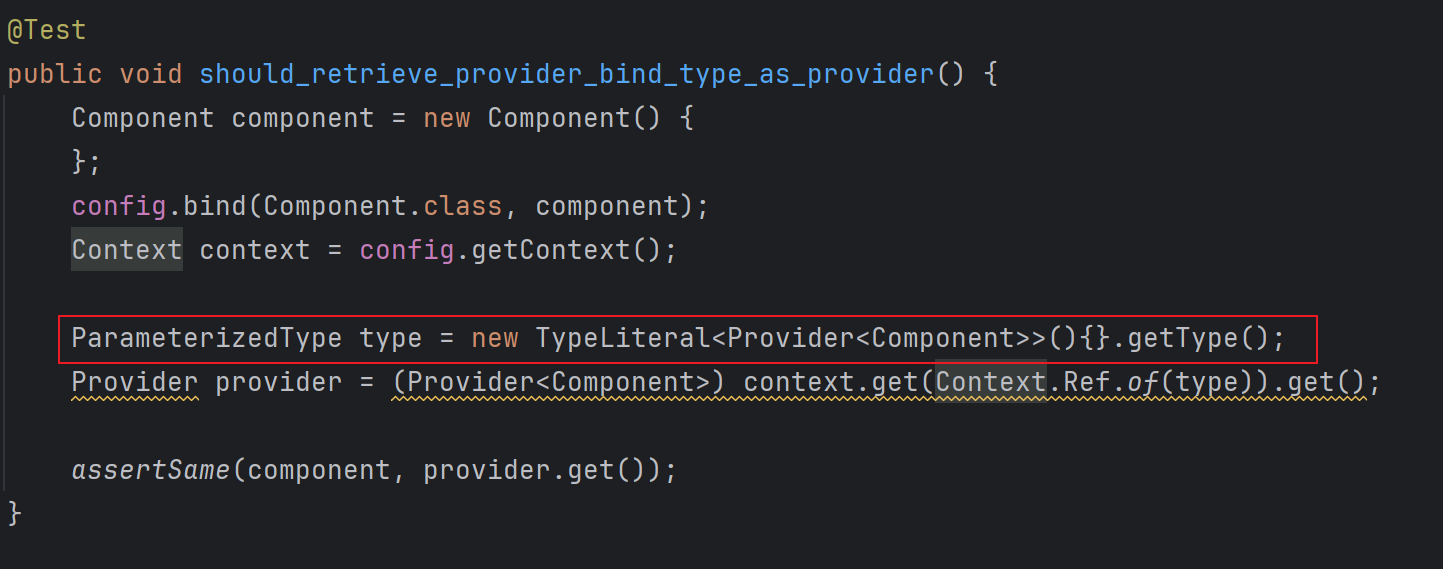 @Test
public void should_retrieve_provider_bind_type_as_provider() {
    Component component = new Component() {
    };
    config.bind(Component.class, component);
    Context context = config.getContext();

    ParameterizedType type = new TypeLiteral<Provider<Component>>(){}.getType();
    Provider provider = (Provider<Component>) context.get(Context.Ref.of(type)).get();

    assertSame(component, provider.get());
}